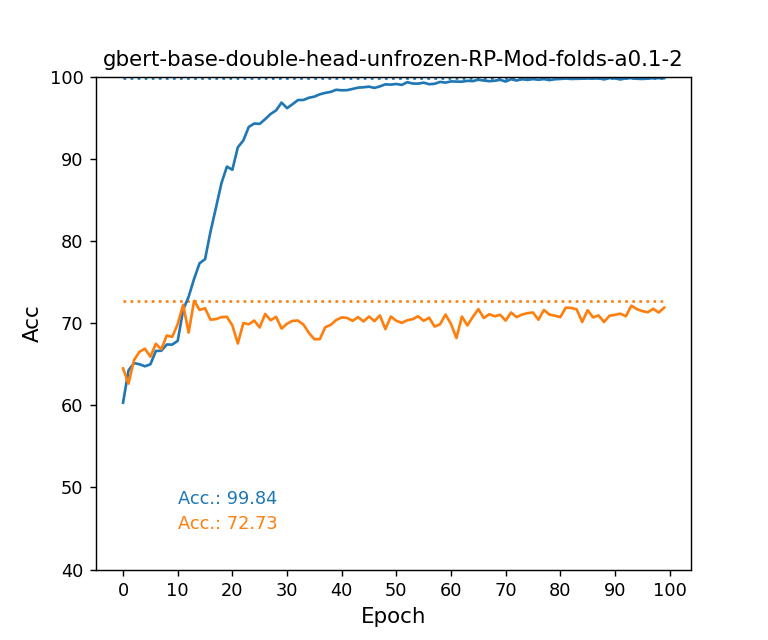 gbert-base-double-head-unfrozen-RP-Mod-folds-a0.1-2
100
90
80
70
60
50
40
Acc
Acc.: 99.84
Acc.: 72.73
0 10 20 30 40 50 60 70 80 90 100
Epoch